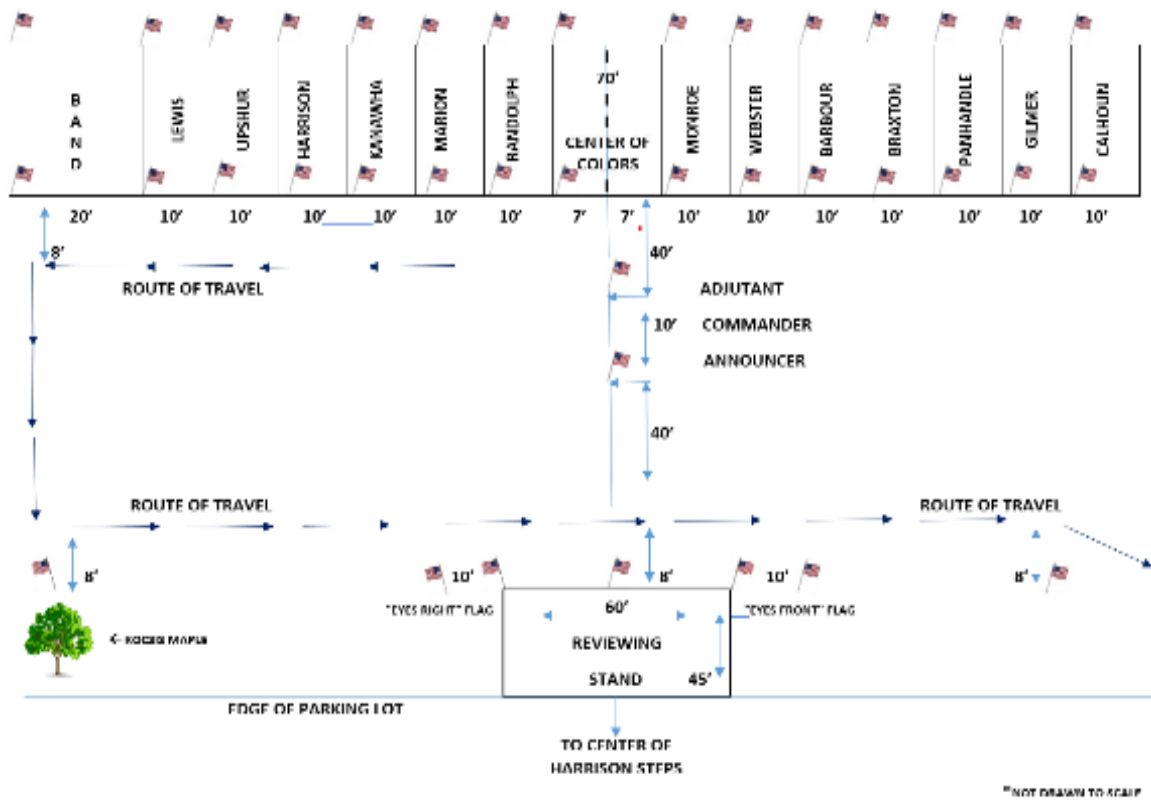 70'
BAND
LEWIS
UPSHUR
HARRISON
KANAWHA
MARION
RANDOLPH
CENTER OF
COLORS
MONROE
WEBSTER
BARBOUR
BRAXTON
PANHANDLE
GILMER
CALHOUN
20' 10' 10' 10' 10' 10' 10' 7' 7' 10' 10' 10' 10' 10' 10' 10'
8'
40'
ROUTE OF TRAVEL
ADJUTANT
10' COMMANDER
ANNOUNCER
40'
ROUTE OF TRAVEL
ROUTE OF TRAVEL
8'
10'
8'
10'
8'
"EYES RIGHT" FLAG
60'
"EYES FRONT" FLAG
REVIEWING
← MAPLE
STAND
45'
EDGE OF PARKING LOT
TO CENTER OF
HARRISON STEPS
*NOT DRAWN TO SCALE